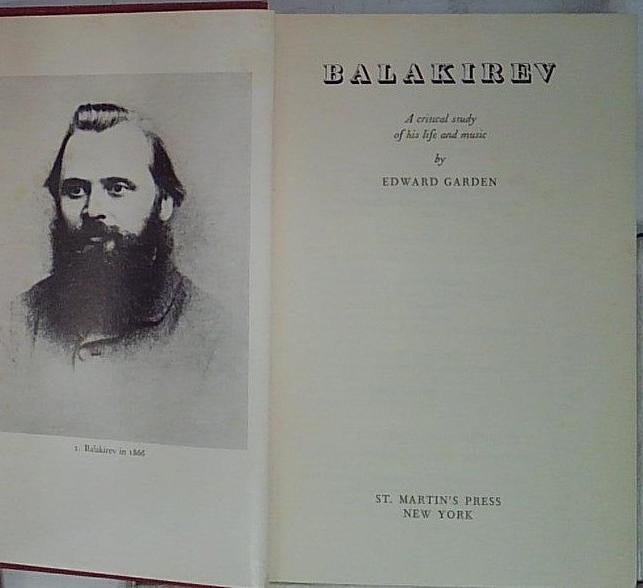 1. Balakirev in 1866
BALAKIREV
A critical study
of his life and music
by
EDWARD GARDEN
ST. MARTIN'S PRESS
NEW YORK